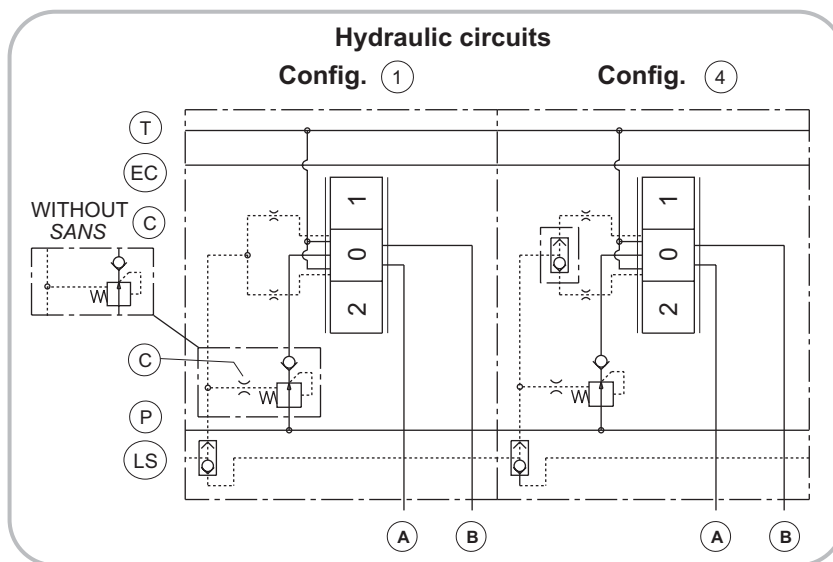 Hydraulic circuits
Config. 1
Config. 4
T
EC
WITHOUT C
SANS
1
0
2
1
0
2
C
P
LS
A B
A B